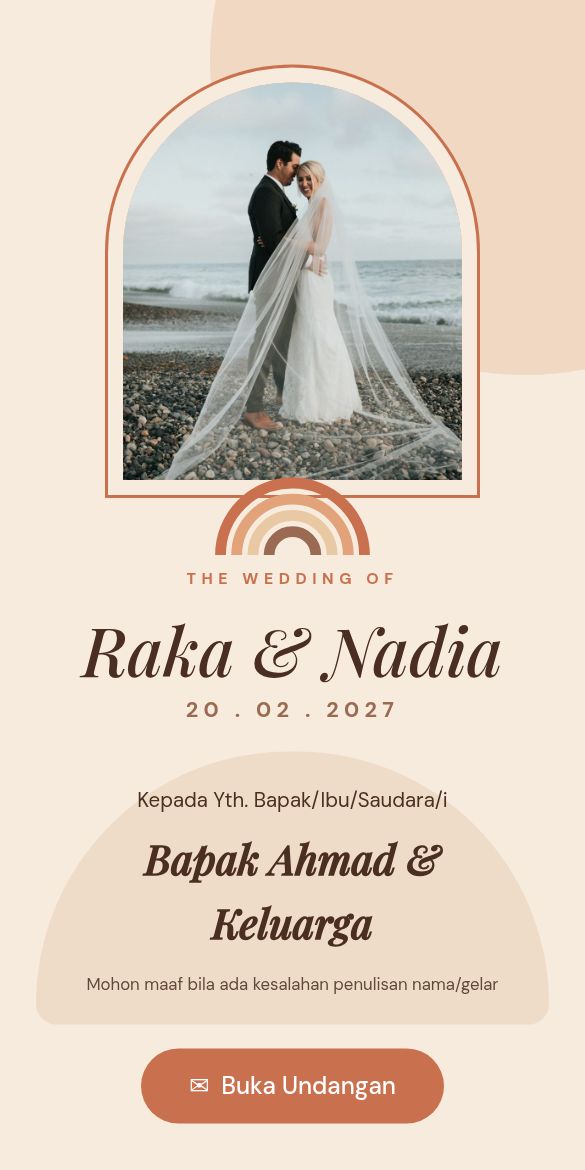 THE WEDDING OF
Raka & Nadia
20 . 02 . 2027
Kepada Yth. Bapak/Ibu/Saudara/i
Bapak Ahmad &
Keluarga
Mohon maaf bila ada kesalahan penulisan nama/gelar
✉ Buka Undangan